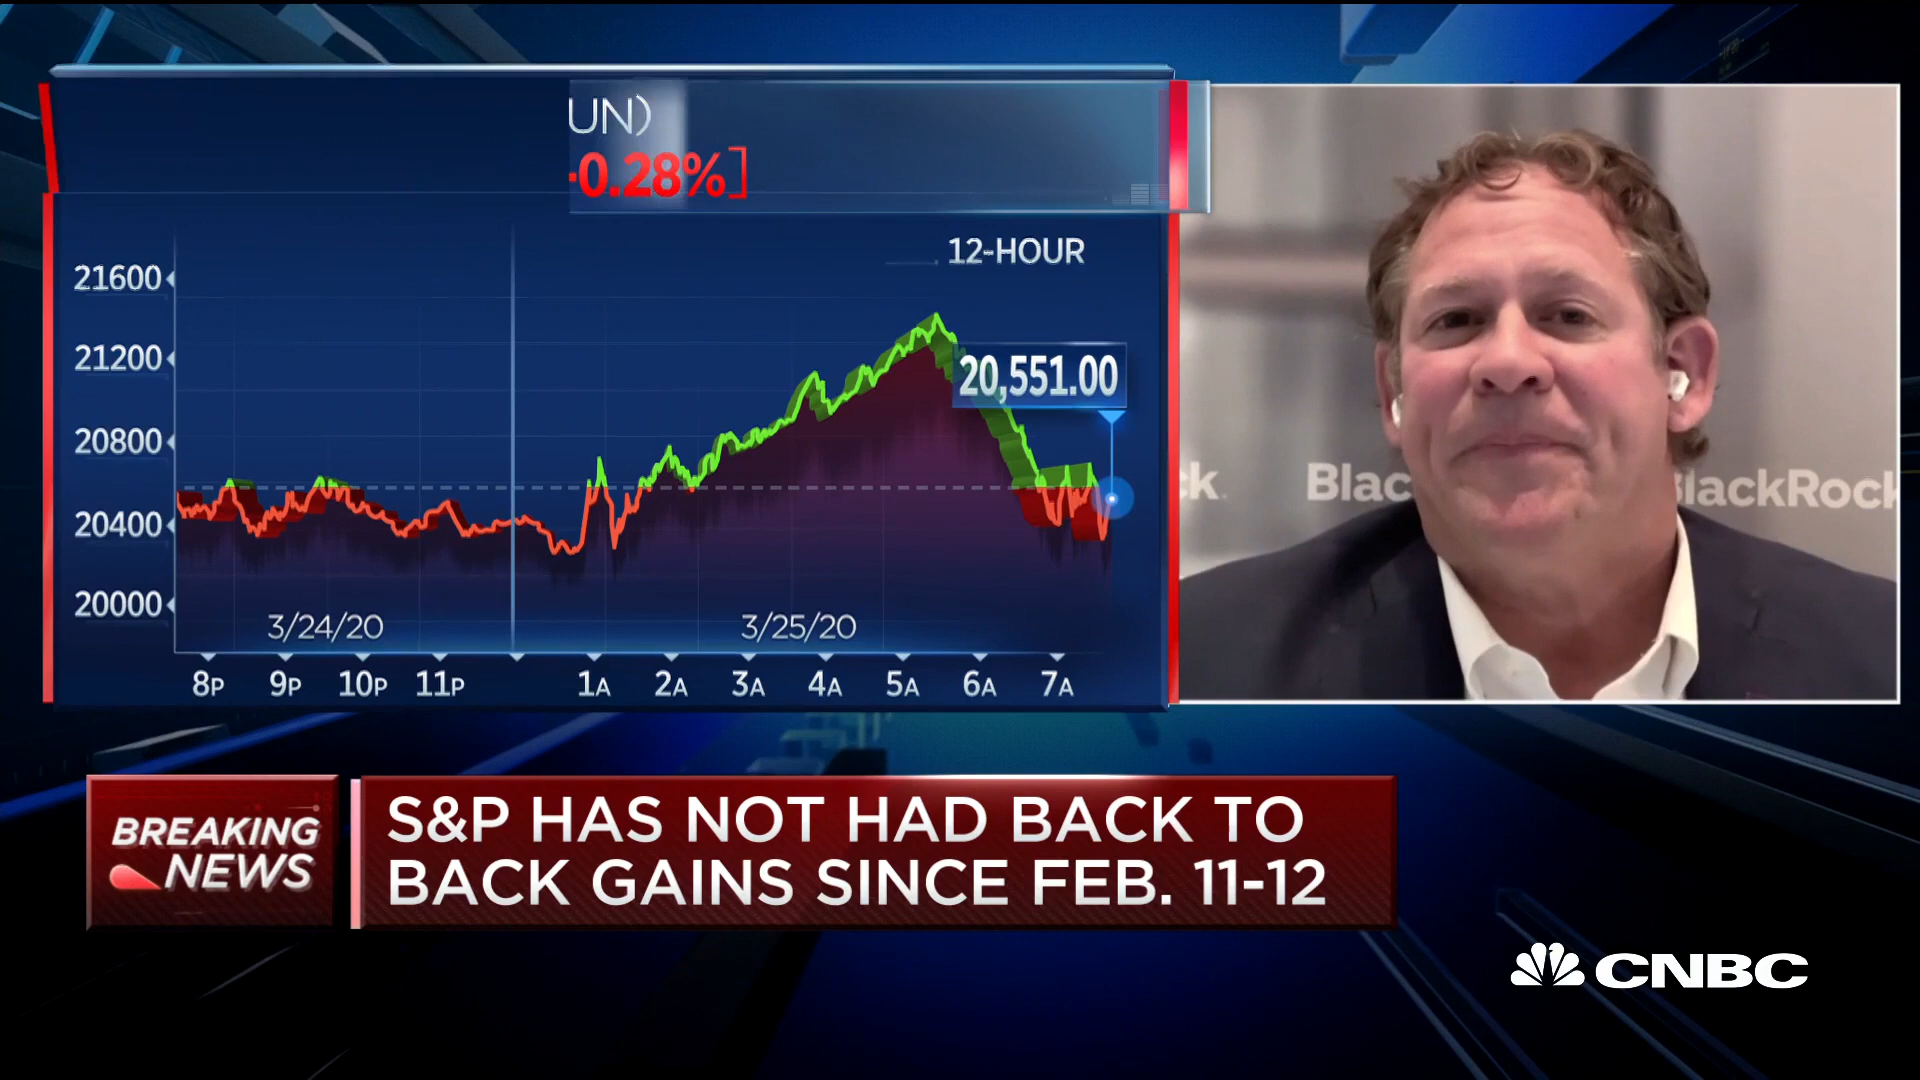 UN)
-0.28%]
12-HOUR
21600
21200
20800
20400
20000
20,551.00
3/24/20
3/25/20
8P 9P 10P 11P 1A 2A 3A 4A 5A 6A 7A
ck.
BlackRock
BREAKING
NEWS
S&P HAS NOT HAD BACK TO
BACK GAINS SINCE FEB. 11-12
CNBC